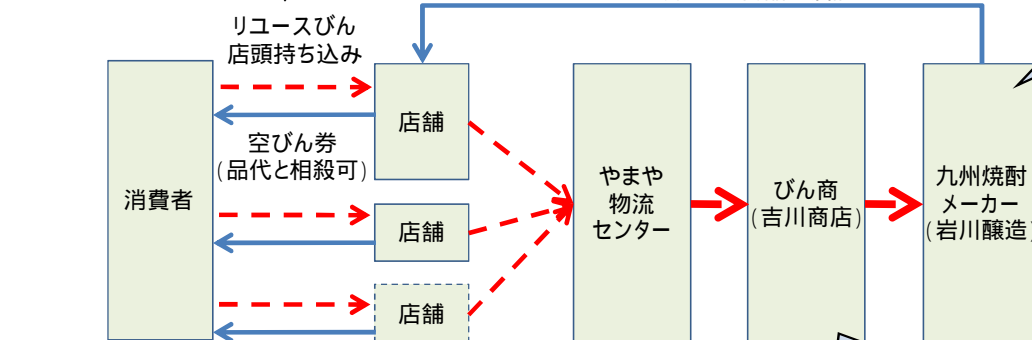 リユースびん
店頭持ち込み
消費者
空びん券
(品代と相殺可)
店舗
店舗
店舗
やまや
物流
センター
びん商
(吉川商店)
九州焼酎
メーカー
(岩川醸造)